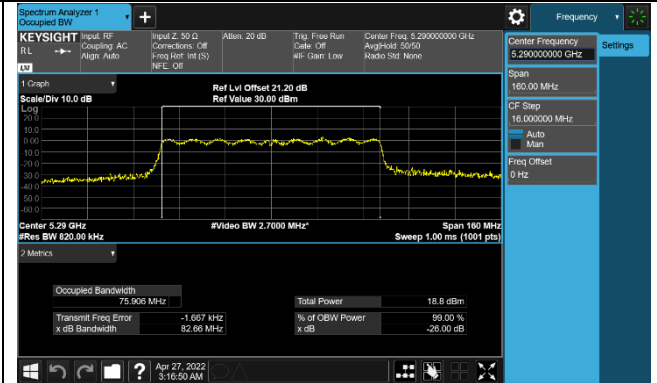 Spectrum Analyzer 1
Occupied BW
Frequency
KEYSIGHT
RL
LXI
Input: RF
Coupling: AC
Align: Auto
Input Z: 50 Ω
Corrections: Off
Freq Ref: Int (S)
NFE: Off
Atten: 20 dB
Trig: Free Run
Gate: Off
#IF Gain: Low
Center Freq: 5.290000000 GHz
Avg|Hold: 50/50
Radio Std: None
Center Frequency
5.290000000 GHz
Settings
Span
160.00 MHz
CF Step
16.000000 MHz
Auto
Man
Freq Offset
0 Hz
1 Graph
Scale/Div 10.0 dB
Ref Lvl Offset 21.20 dB
Ref Value 30.00 dBm
Log
20.0
10.0
0.00
-10.0
-20.0
-30.0
-40.0
-50.0
-60.0
Center 5.29 GHz
#Res BW 820.00 kHz
#Video BW 2.7000 MHz*
Span 160 MHz
Sweep 1.00 ms (1001 pts)
2 Metrics
Occupied Bandwidth
75.906 MHz
Total Power
18.8 dBm
Transmit Freq Error
-1.667 kHz
% of OBW Power
99.00 %
x dB Bandwidth
82.66 MHz
x dB
-26.00 dB
?
Apr 27, 2022
3:16:50 AM